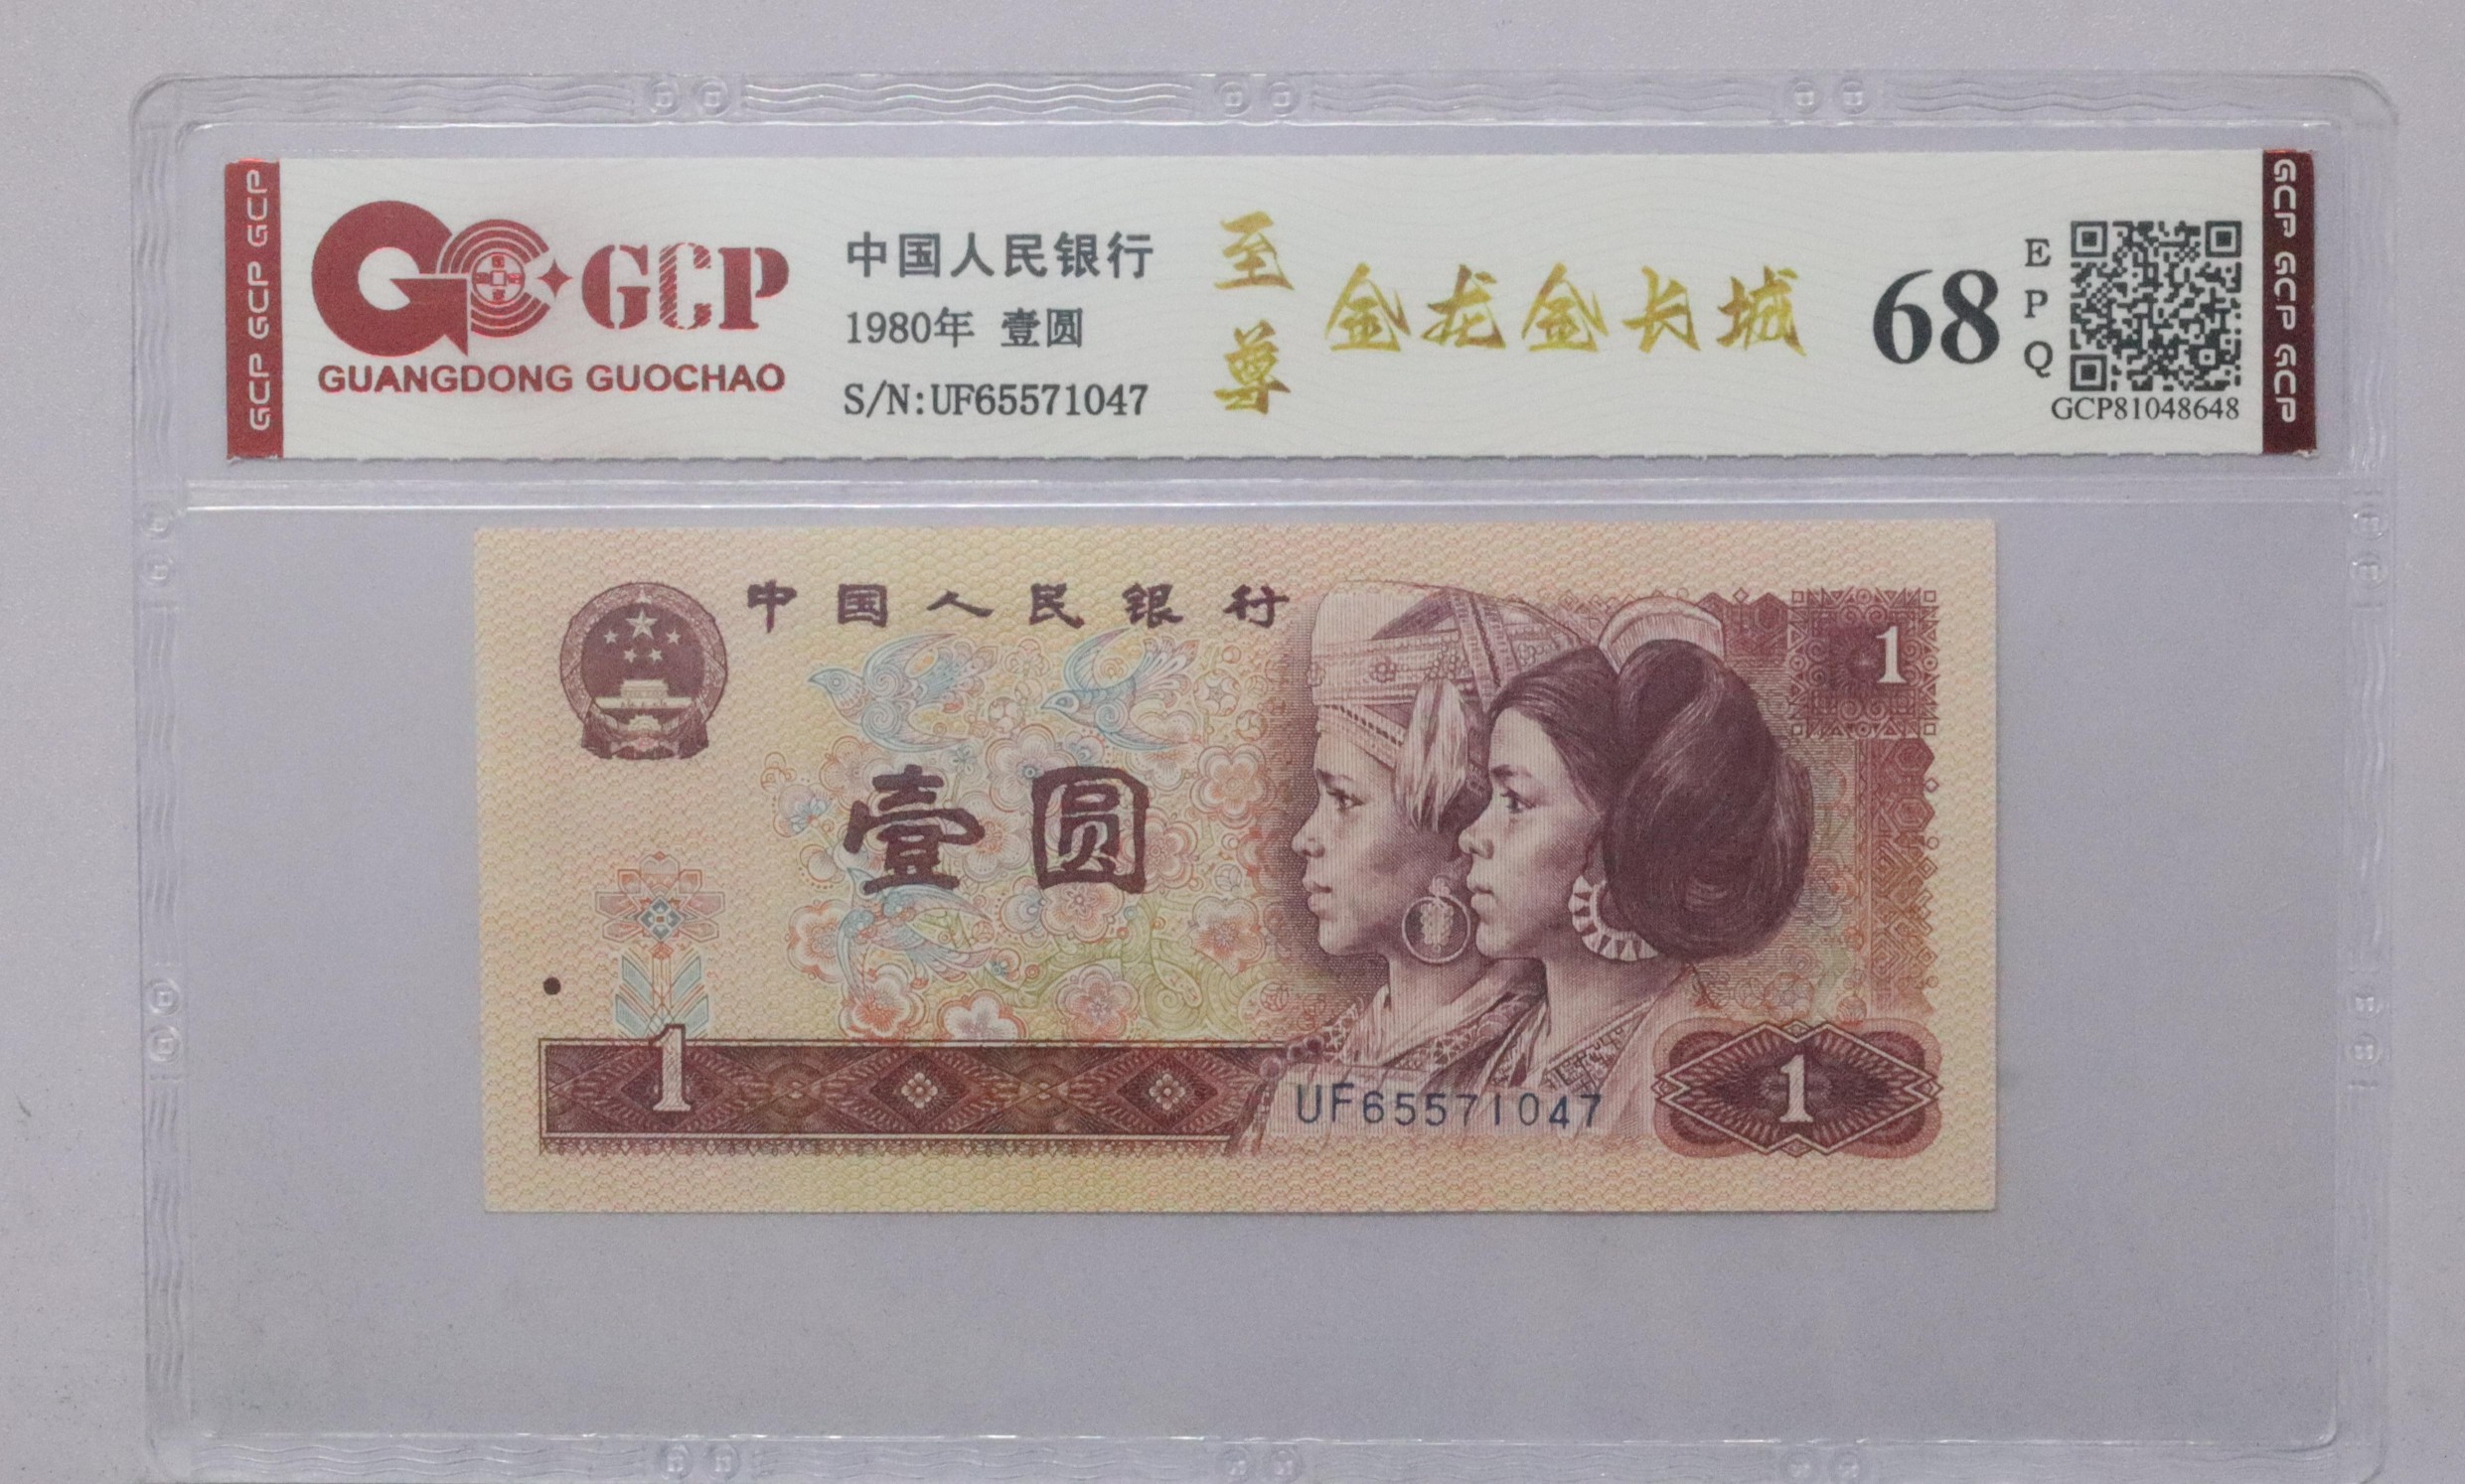 GCP GCP GCP
GCP
GUANGDONG GUOCHAO
中国人民银行
1980年 壹圆
S/N:UF65571047
至尊
金龙金长城
68
EPQ
GCP81048648
GCP GCP GCP
中国人民银行
1
壹圆
1
UF65571047
1